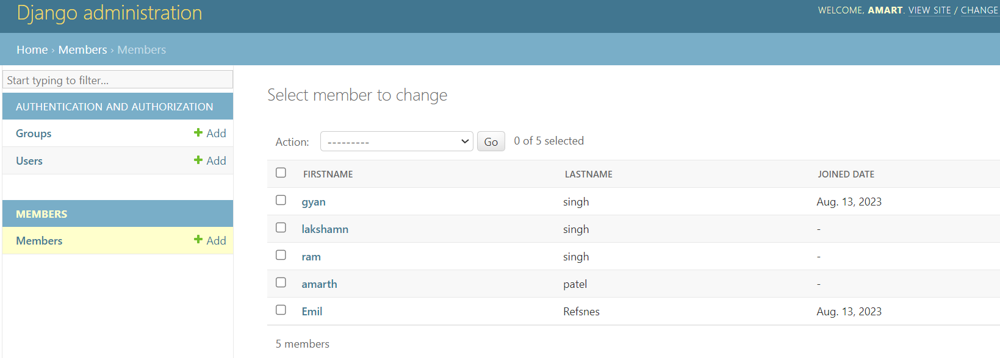 Django administration
WELCOME, AMART. VIEW SITE / CHANGE
Home › Members › Members
Start typing to filter...
AUTHENTICATION AND AUTHORIZATION
Groups + Add
Users + Add
MEMBERS
Members + Add
Select member to change
Action: --------- Go 0 of 5 selected
FIRSTNAME LASTNAME JOINED DATE
gyan singh Aug. 13, 2023
lakshamn singh -
ram singh -
amarth patel -
Emil Refsnes Aug. 13, 2023
5 members